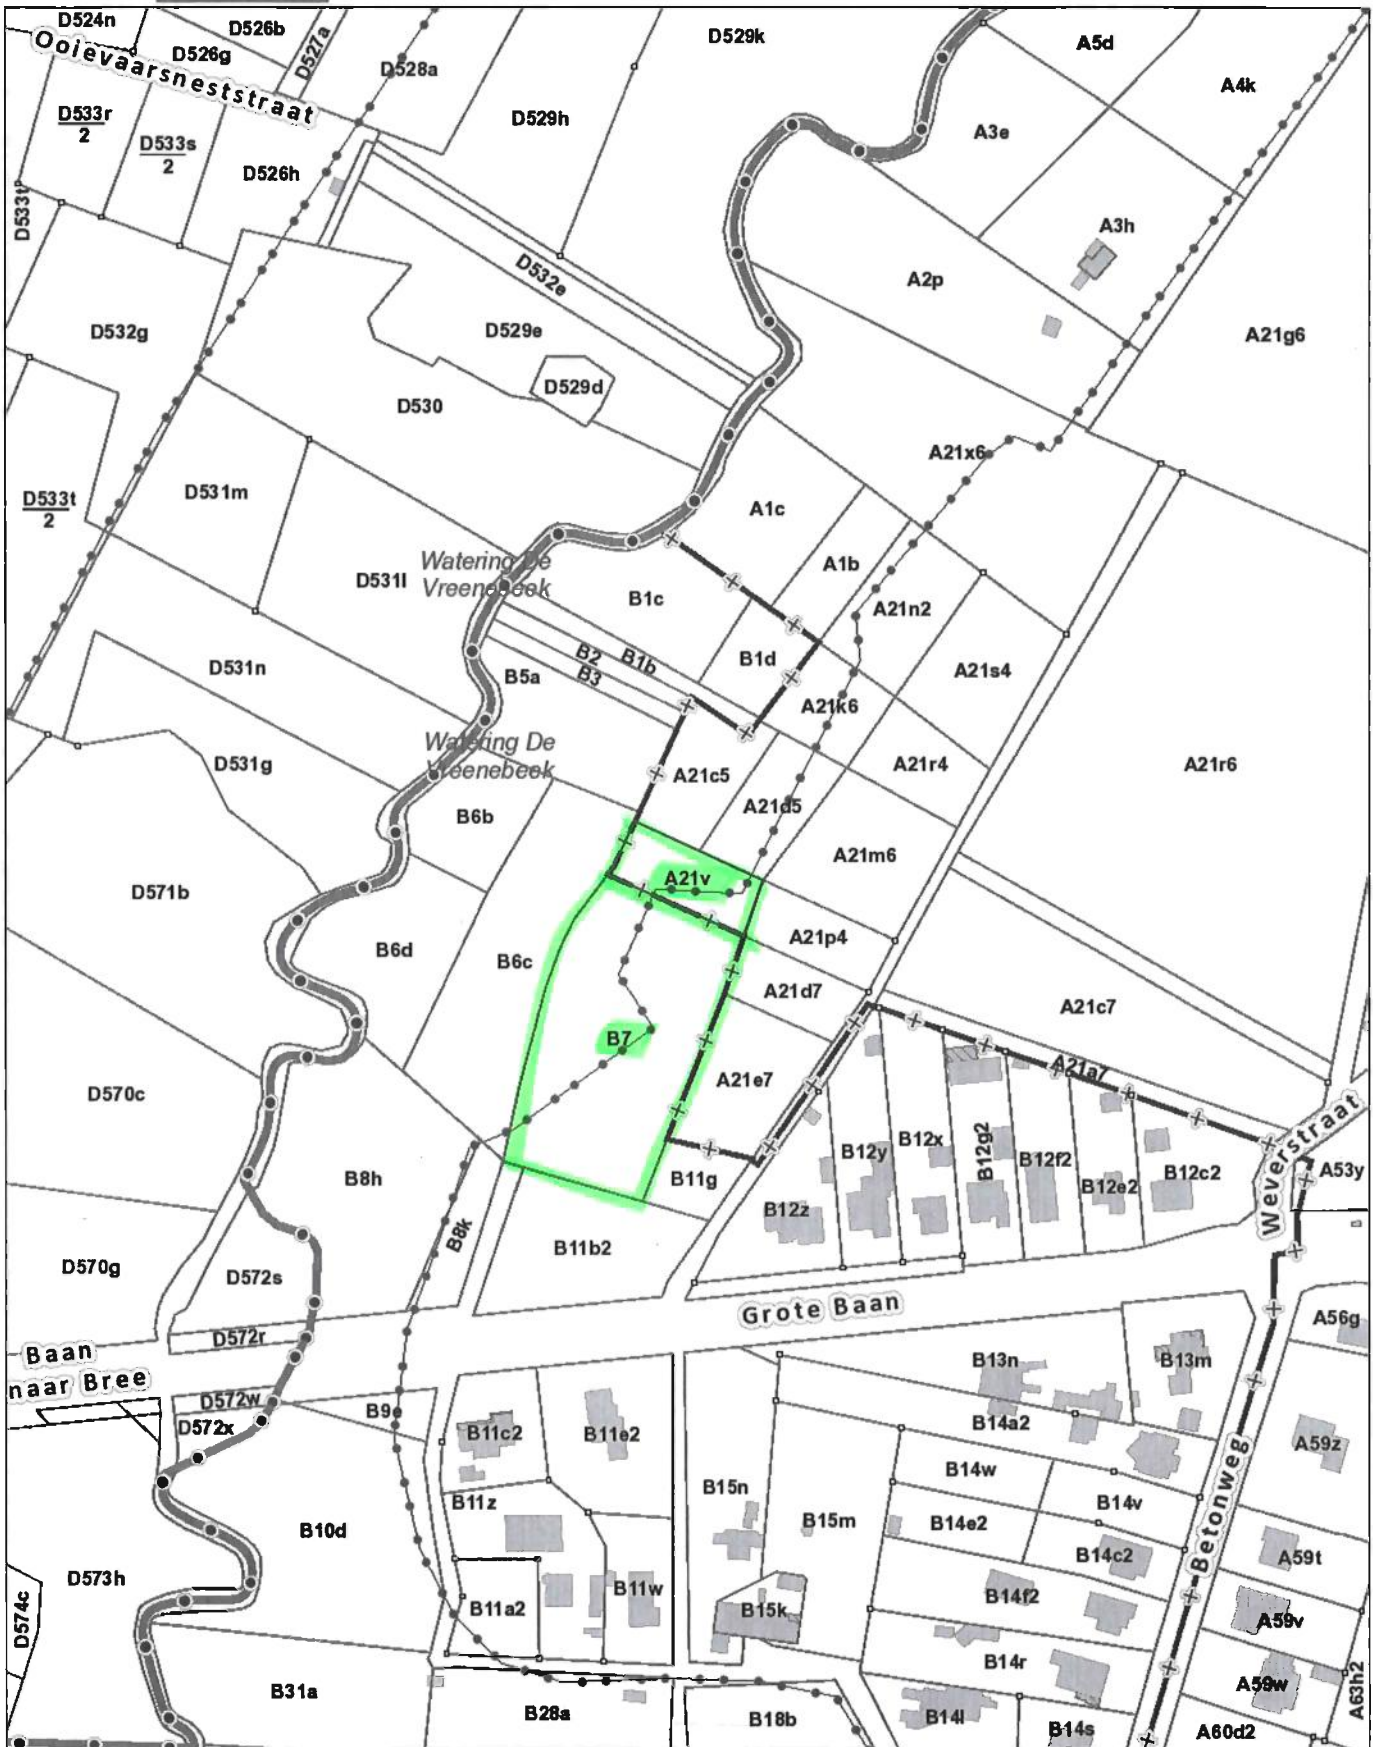 D524n
D526b
D527a
D526g
D528a
D529k
A5d
A4k
Ooievaarsneststraat
D533r
2
D533s
2
D526h
D529h
A3e
D533t
A3h
D532e
A2p
D532g
D529e
A21g6
D529d
D530
A21x6
D531m
D533t
2
A1c
Watering De
Vreenebeek
D531l
A1b
B1c
A21n2
D531n
B2
B1b
B3
B5a
B1d
A21s4
A21k6
D531g
Watering De
Vreenebeek
A21c5
A21r4
A21r6
A21d5
B6b
A21m6
D571b
A21v
B6d
B6c
A21p4
A21d7
A21c7
B7
D570c
A21e7
A21a7
B12y
B12x
B12g2
B12f2
B12e2
B12c2
Weverstraat
A53y
B8h
B11g
B12z
B8k
B11b2
D570g
D572s
Grote Baan
A56g
D572r
Baan
naar Bree
B13n
B13m
D572w
B9e
D572x
B11c2
B11e2
B14a2
A59z
B14w
B15n
B14v
B11z
B15m
B14e2
Betonweg
D573h
B10d
B14c2
A59t
D574c
B11w
B11a2
B14f2
B15k
A59v
B14r
A59w
A63h2
B31a
B28a
B18b
B14l
B14s
A60d2